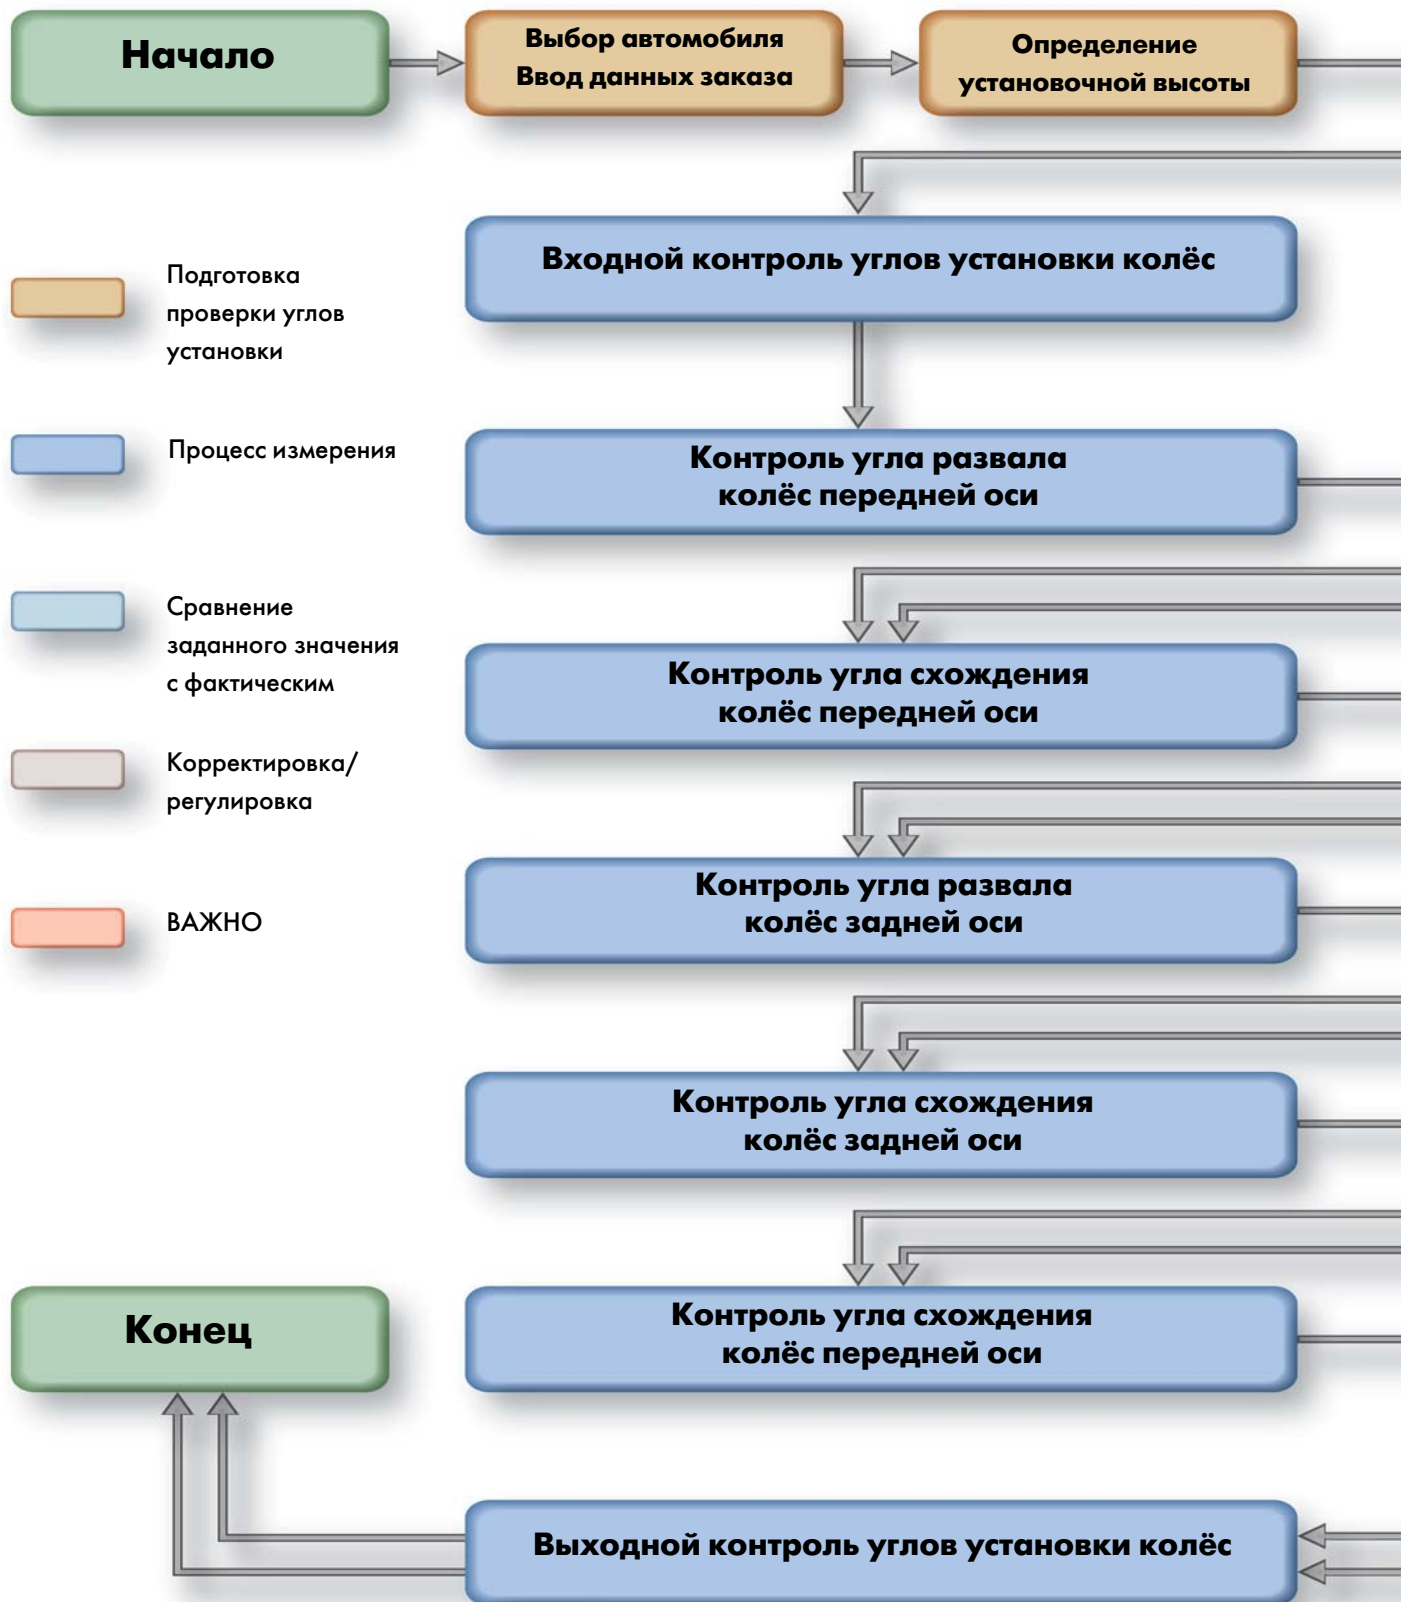 Начало
Выбор автомобиля
Ввод данных заказа
Определение
установочной высоты
Входной контроль углов установки колёс
Подготовка
проверки углов
установки
Процесс измерения
Контроль угла развала
колёс передней оси
Сравнение
заданного значения
с фактическим
Контроль угла схождения
колёс передней оси
Корректировка/
регулировка
Контроль угла развала
колёс задней оси
ВАЖНО
Контроль угла схождения
колёс задней оси
Контроль угла схождения
колёс передней оси
Конец
Выходной контроль углов установки колёс